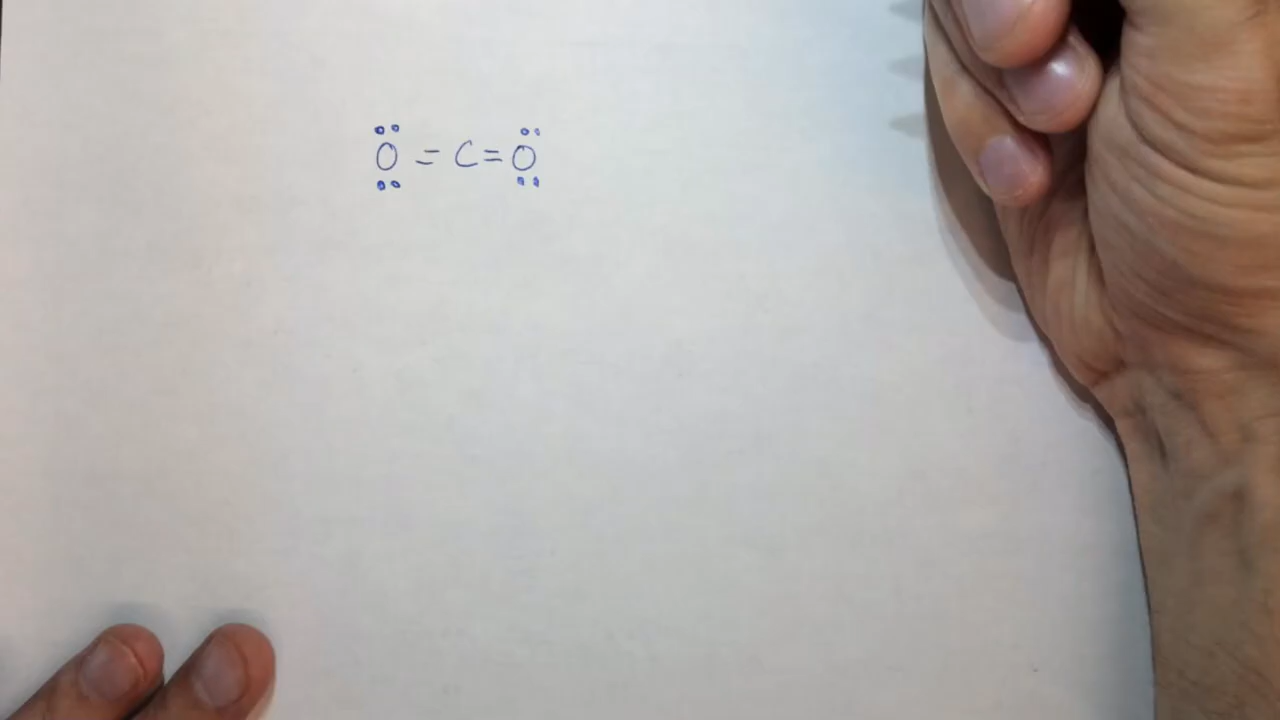 O = C = O